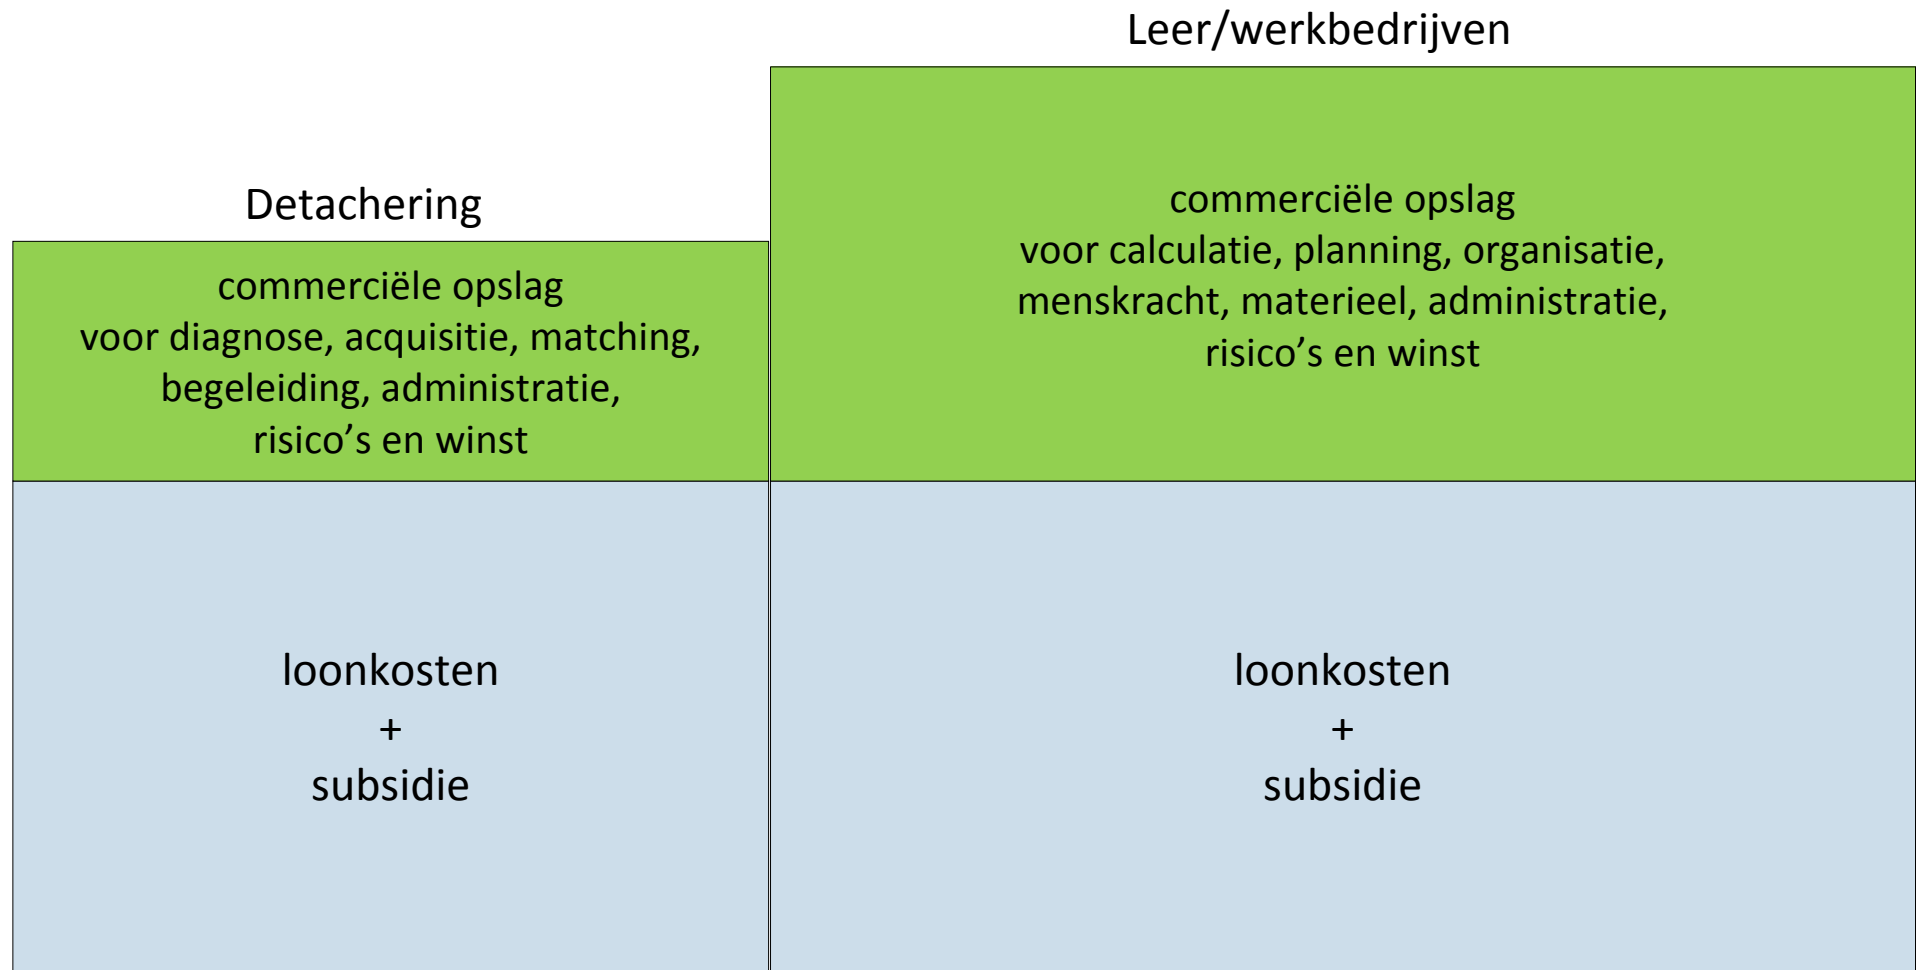 Leer/werkbedrijven
Detachering
commerciële opslag
voor diagnose, acquisitie, matching,
begeleiding, administratie,
risico’s en winst
commerciële opslag
voor calculatie, planning, organisatie,
menskracht, materieel, administratie,
risico’s en winst
loonkosten
+
subsidie
loonkosten
+
subsidie